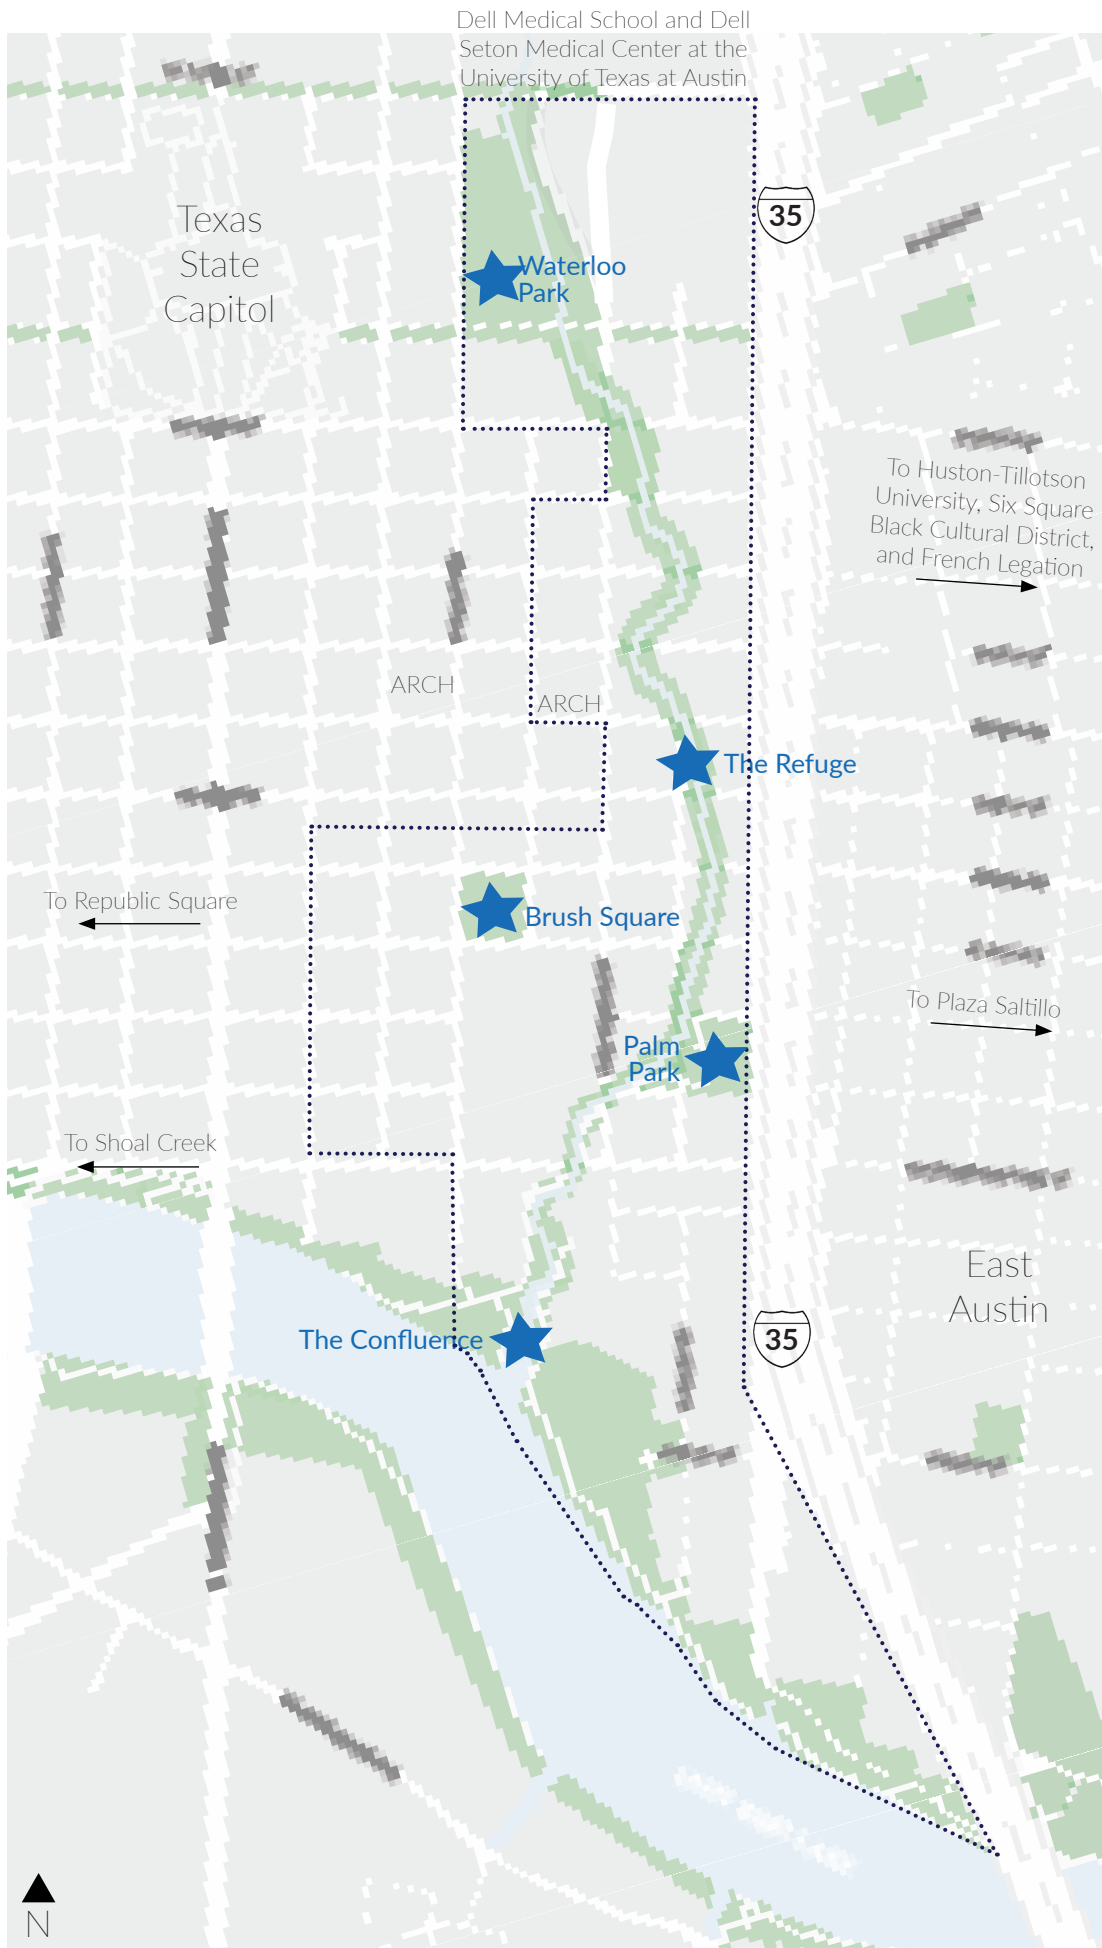 Dell Medical School and Dell
Seton Medical Center at the
University of Texas at Austin
35
Texas
State
Capitol
Waterloo
Park
To Huston-Tillotson
University, Six Square
Black Cultural District,
and French Legation
ARCH
ARCH
The Refuge
To Republic Square
Brush Square
To Plaza Saltillo
Palm
Park
To Shoal Creek
East
Austin
The Confluence
35
N